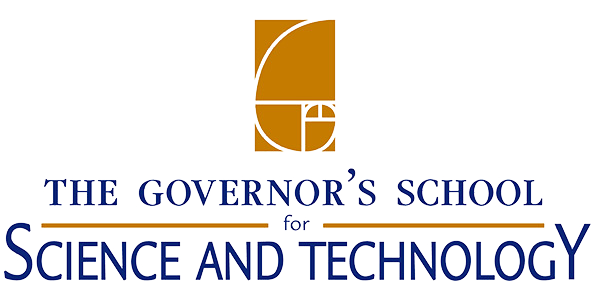 THE GOVERNOR'S SCHOOL
for
SCIENCE AND TECHNOLOGY